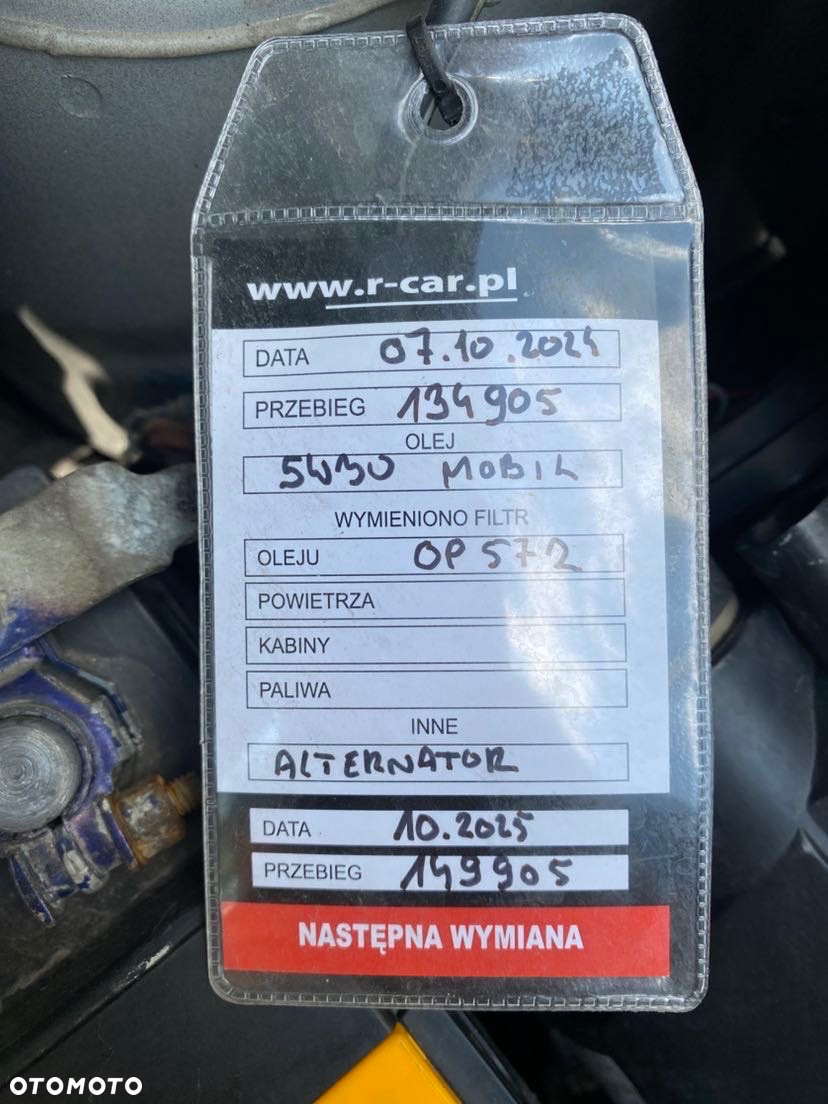 www.r-car.pl
DATA 07.10.2024
PRZEBIEG 134905
OLEJ
5W30 MOBIL
WYMIENIONO FILTR
OLEJU OP 572
POWIETRZA
KABINY
PALIWA
INNE
ALTERNATOR
DATA 10.2025
PRZEBIEG 149905
NASTĘPNA WYMIANA
OTOMOTO